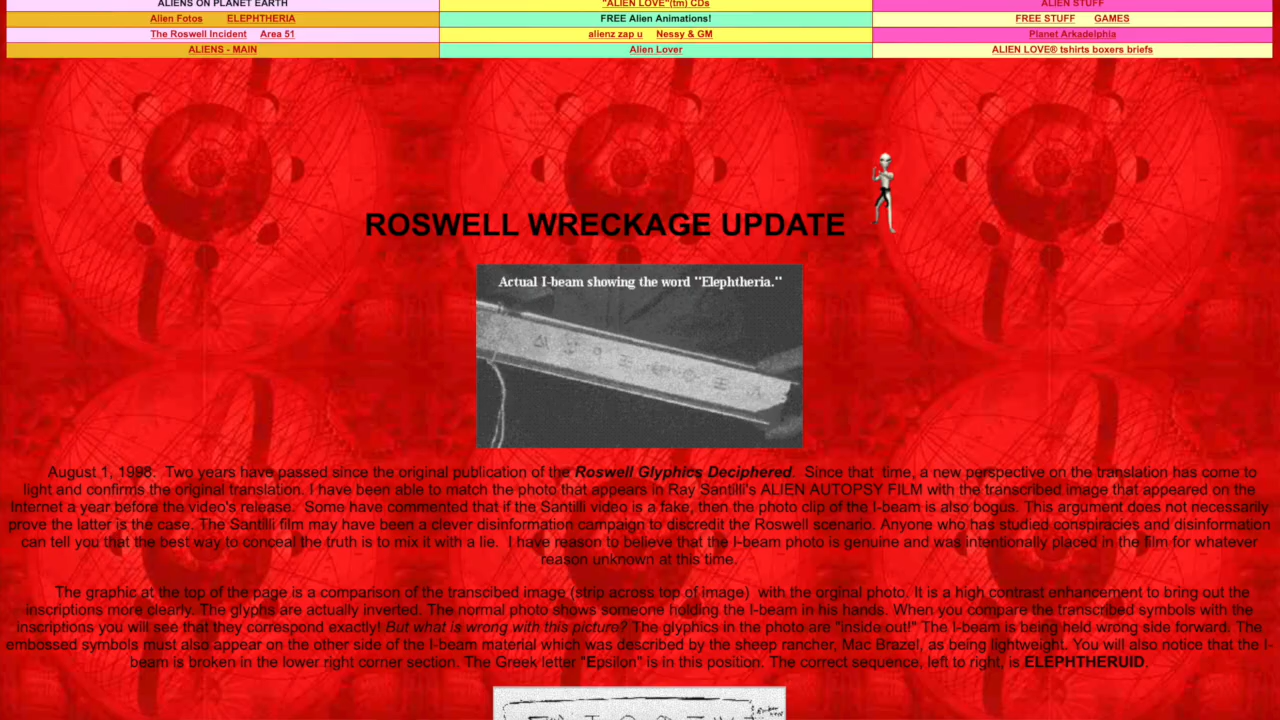 ALIENS ON PLANET EARTH
"ALIEN LOVE"(tm) CDs
ALIEN STUFF
Alien Fotos ELEPHTHERIA
FREE Alien Animations!
FREE STUFF GAMES
The Roswell Incident Area 51
alienz zap u Nessy & GM
Planet Arkadelphia
ALIENS - MAIN
Alien Lover
ALIEN LOVE® tshirts boxers briefs
ROSWELL WRECKAGE UPDATE
Actual I-beam showing the word "Elephtheria."
August 1, 1998: Two years have passed since the original publication of the Roswell Glyphics Deciphered. Since that time, a new perspective on the translation has come to
light and confirms the original translation. I have been able to match the photo that appears in Ray Santilli's ALIEN AUTOPSY FILM with the transcribed image that appeared on the
Internet a year before the video's release. Some have commented that if the Santilli video is a fake, then the photo clip of the I-beam is also bogus. This argument does not necessarily
prove the latter is the case. The Santilli film may have been a clever disinformation campaign to discredit the Roswell scenario. Anyone who has studied conspiracies and disinformation
can tell you that the best way to conceal the truth is to mix it with a lie. I have reason to believe that the I-beam photo is genuine and was intentionally placed in the film for whatever
reason unknown at this time.
The graphic at the top of the page is a comparison of the transcibed image (strip across top of image) with the orginal photo. It is a high contrast enhancement to bring out the
inscriptions more clearly. The glyphs are actually inverted. The normal photo shows someone holding the I-beam in his hands. When you compare the transcribed symbols with the
inscriptions you will see that they correspond exactly! But what is wrong with this picture? The glyphics in the photo are "inside out!" The I-beam is being held wrong side forward. The
embossed symbols must also appear on the other side of the I-beam material which was described by the sheep rancher, Mac Brazel, as being lightweight. You will also notice that the I-
beam is broken in the lower right corner section. The Greek letter "Epsilon" is in this position. The correct sequence, left to right, is ELEPHTHERUID.